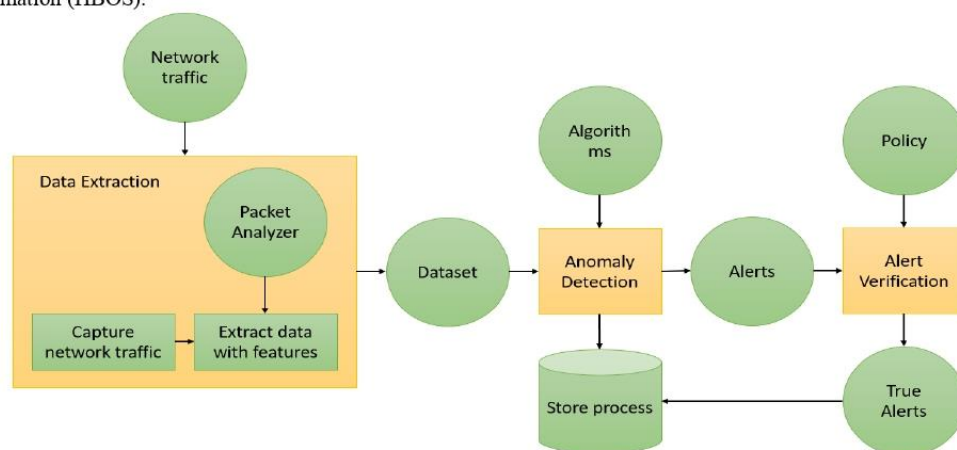 mation (HBOS).
Network
traffic
Data Extraction
Packet
Analyzer
Capture
network traffic
Extract data
with features
Dataset
Algorith
ms
Anomaly
Detection
Store process
Alerts
Policy
Alert
Verification
True
Alerts